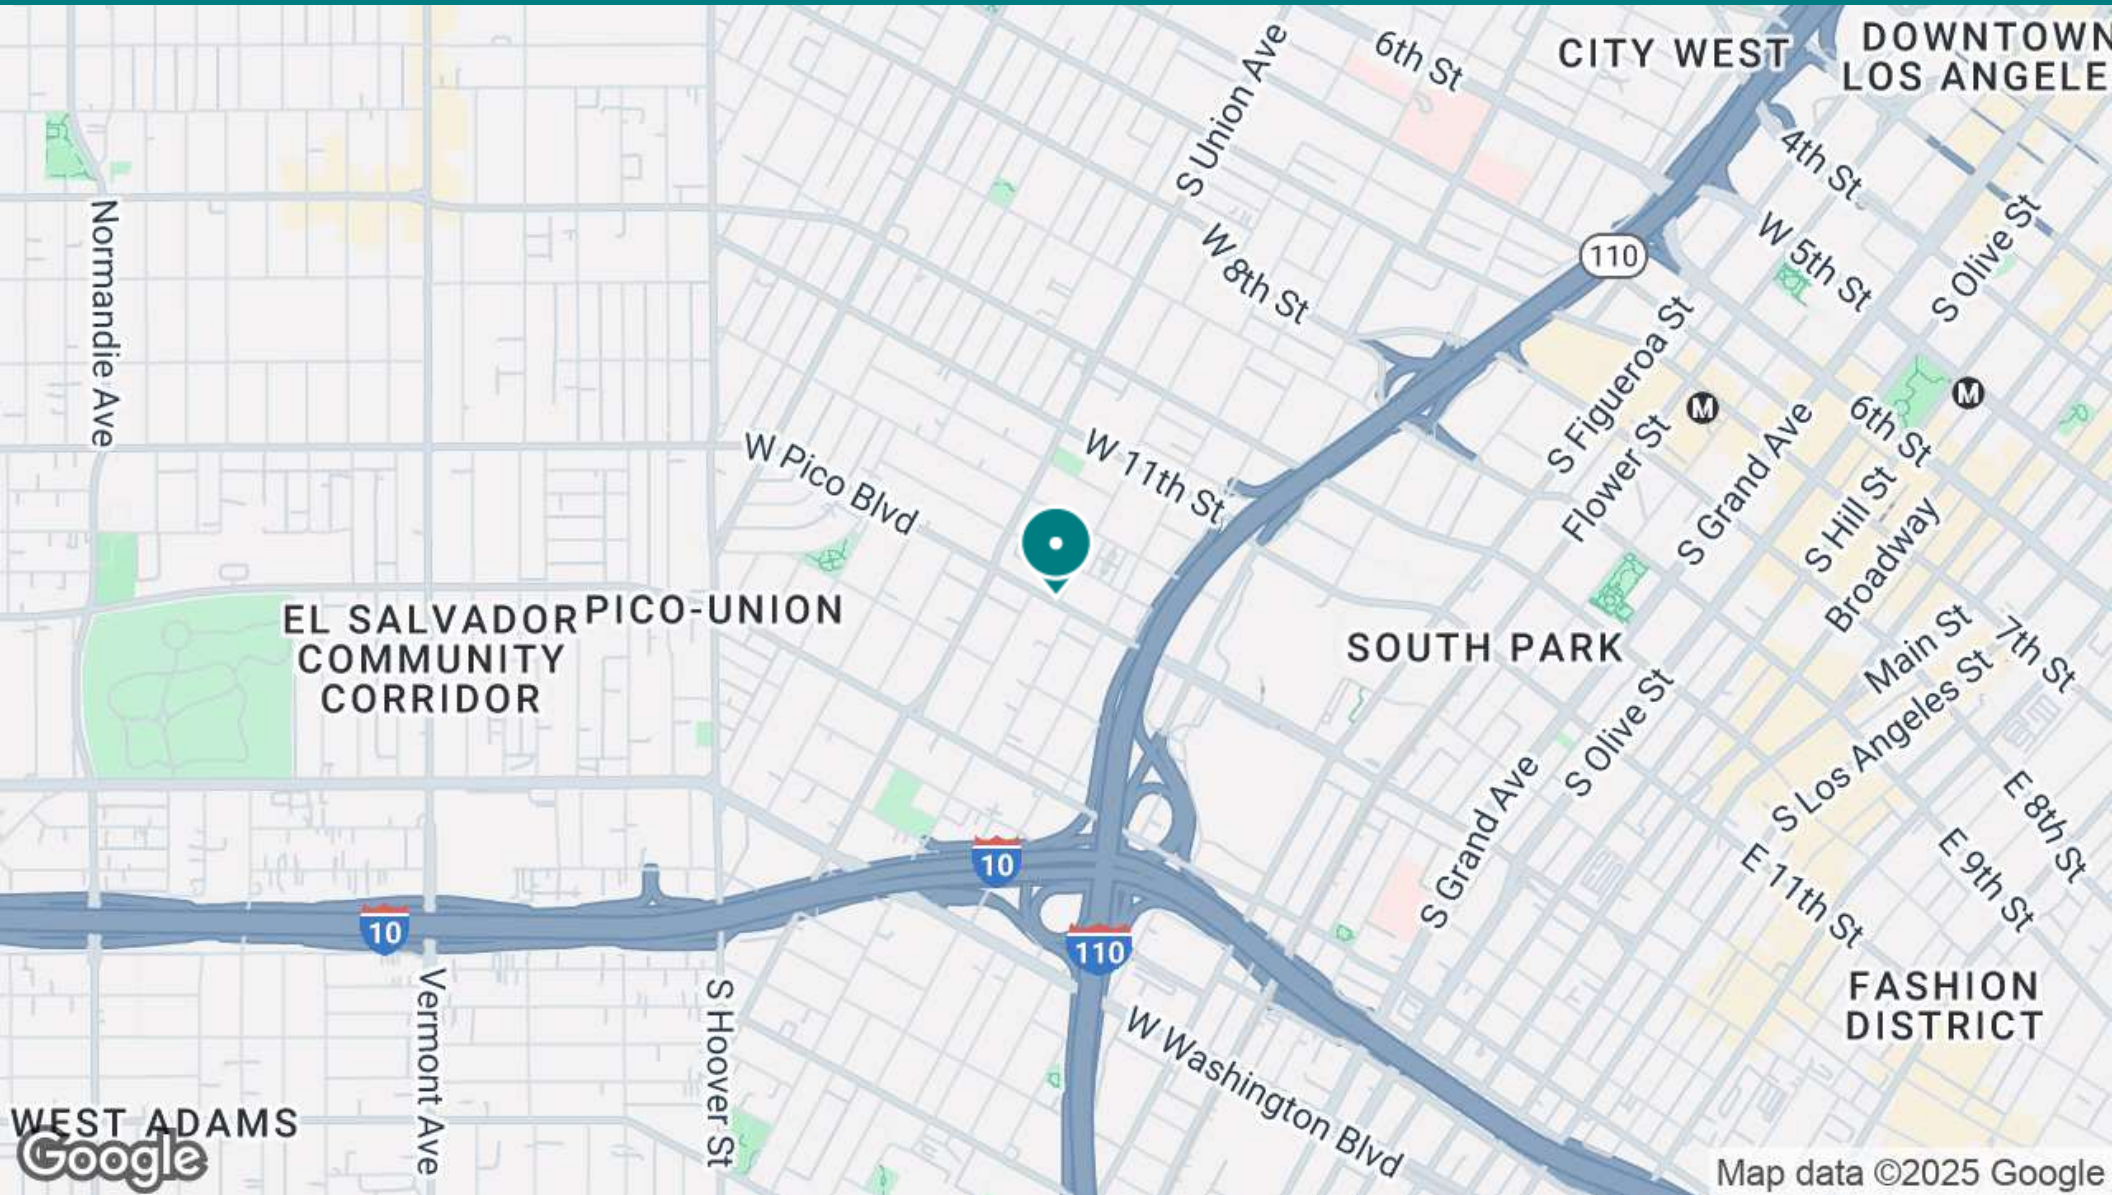 6th St
CITY WEST
DOWNTOWN
LOS ANGELE
S Union Ave
4th St
Normandie Ave
W 8th St
110
W 5th St
S Olive St
S Figueroa St
M
M
Flower St
S Grand Ave
6th St
W Pico Blvd
W 11th St
S Hill St
Broadway
EL SALVADOR
COMMUNITY
CORRIDOR
PICO-UNION
SOUTH PARK
Main St
7th St
S Los Angeles St
S Olive St
S Grand Ave
E 8th St
E 9th St
E 11th St
10
10
110
Vermont Ave
S Hoover St
FASHION
DISTRICT
W Washington Blvd
WEST ADAMS
Google
Map data ©2025 Google